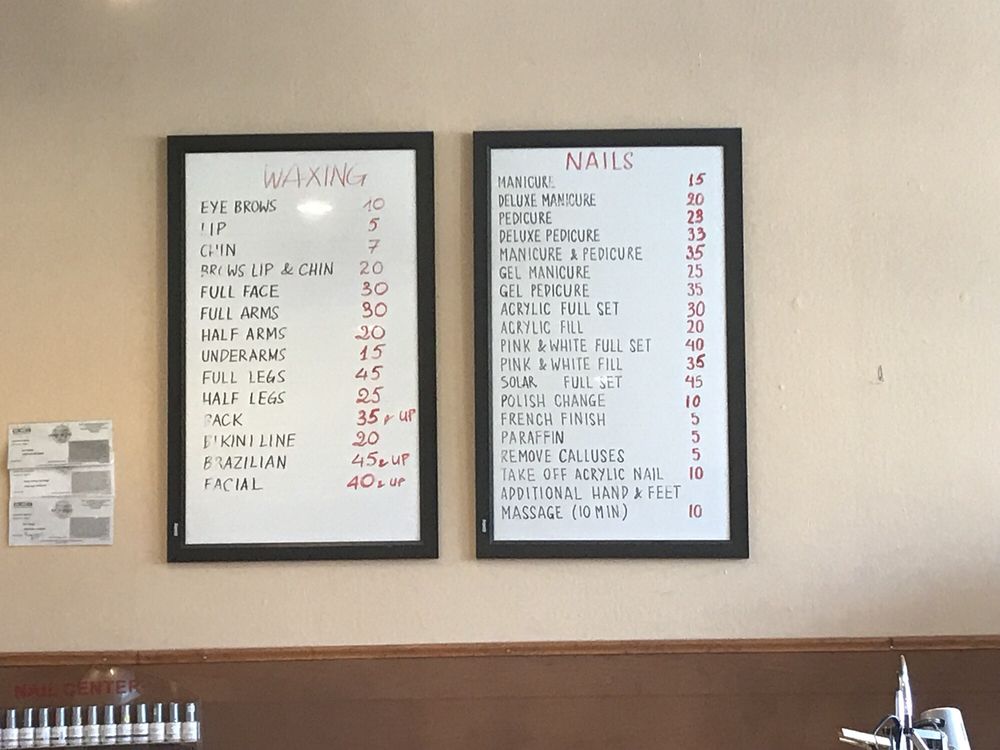 WAXING
EYE BROWS 10
LIP 5
CHIN 7
BROWS LIP & CHIN 20
FULL FACE 30
FULL ARMS 30
HALF ARMS 20
UNDERARMS 15
FULL LEGS 45
HALF LEGS 25
BACK 35 & UP
BIKINI LINE 20
BRAZILIAN 45 & UP
FACIAL 40 & UP
NAILS
MANICURE 15
DELUXE MANICURE 20
PEDICURE 23
DELUXE PEDICURE 33
MANICURE & PEDICURE 35
GEL MANICURE 25
GEL PEDICURE 35
ACRYLIC FULL SET 30
ACRYLIC FILL 20
PINK & WHITE FULL SET 40
PINK & WHITE FILL 35
SOLAR FULL SET 45
POLISH CHANGE 10
FRENCH FINISH 5
PARAFFIN 5
REMOVE CALLUSES 5
TAKE OFF ACRYLIC NAIL 10
ADDITIONAL HAND & FEET
MASSAGE (10 MIN) 10
NAIL CENTER